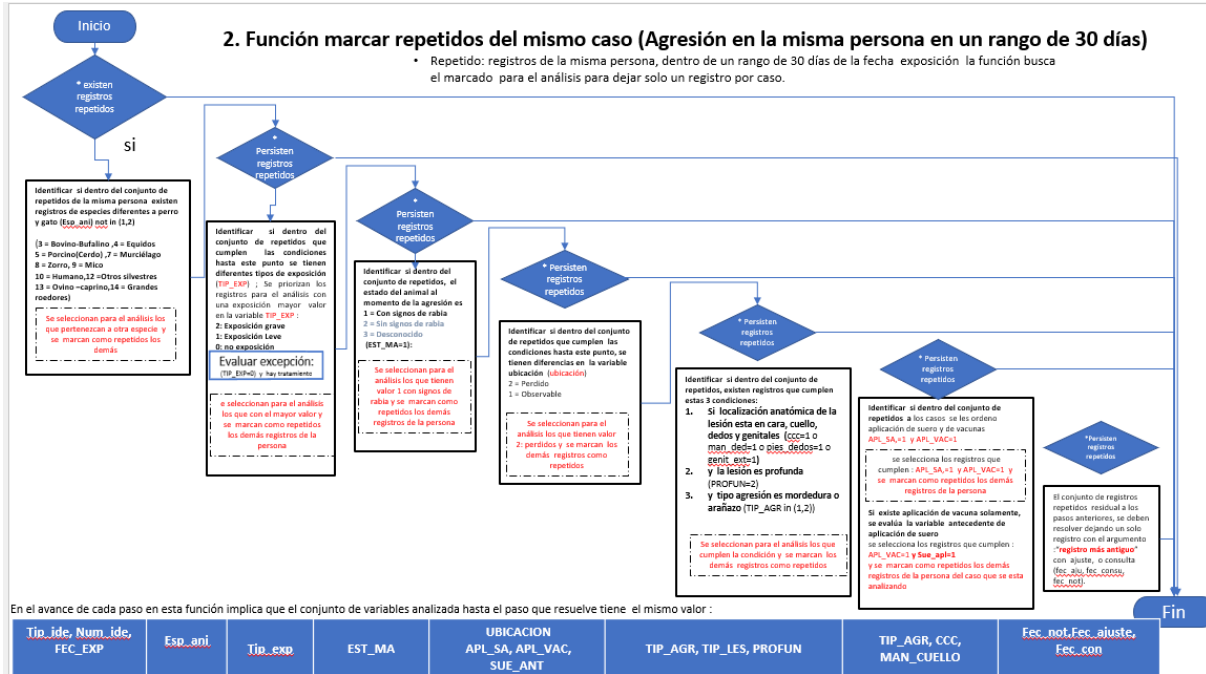 Inicio
2. Función marcar repetidos del mismo caso (Agresión en la misma persona en un rango de 30 días)
• Repetido: registros de la misma persona, dentro de un rango de 30 días de la fecha exposición la función busca
el marcado para el análisis para dejar solo un registro por caso.
* existen
registros
repetidos
si
Identificar si dentro del conjunto de
repetidos de la misma persona existen
registros de especies diferentes a perro
y gato (Esp_ani) not in (1,2)
(3 = Bovino-Bufalino ,4 = Equidos
5 = Porcino(Cerdo) ,7 = Murciélago
8 = Zorro, 9 = Mico
10 = Humano,12 =Otros silvestres
13 = Ovino –caprino,14 = Grandes
roedores)
Se seleccionan para el análisis
los que pertenezcan a otra especie y
se marcan como repetidos los
demás
*
Persisten
registros
repetidos
Identificar si dentro del
conjunto de repetidos que
cumplen las condiciones
hasta este punto se tienen
diferentes tipos de exposición
(TIP_EXP) ; Se priorizan los
registros para el análisis con
una exposición mayor valor
en la variable TIP_EXP :
2: Exposición grave
1: Exposición Leve
0: no exposición
Evaluar excepción:
(TIP_EXP=0) y hay tratamiento
e seleccionan para el análisis
los que con el mayor valor y
se marcan como repetidos
los demás registros de la
persona
*
Persisten
registros
repetidos
Identificar si dentro del
conjunto de repetidos, el
estado del animal al
momento de la agresión es
1 = Con signos de rabia
2 = Sin signos de rabia
3 = Desconocido
(EST_MA=1):
Se seleccionan para el
análisis los que tienen
valor 1 con signos de
rabia y se marcan como
repetidos los demás
registros de la persona
* Persisten
registros
repetidos
Identificar si dentro del conjunto
de repetidos que cumplen las
condiciones hasta este punto, se
tienen diferencias en la variable
ubicación (ubicación)
2 = Perdido
1 = Observable
Se seleccionan para el
análisis los que tienen valor
2: perdidos y se marcan los
demás registros como
repetidos
* Persisten
registros
repetidos
Identificar si dentro del conjunto de
repetidos, existen registros que cumplen
estas 3 condiciones:
1. Si localización anatómica de la
lesión esta en cara, cuello,
dedos y genitales (ccc=1 o
man_ded=1 o pies_dedos=1 o
genit_ext=1)
2. y la lesión es profunda
(PROFUN=2)
3. y tipo agresión es mordedura o
arañazo (TIP_AGR in (1,2))
Se seleccionan para el análisis los que
cumplen la condición y se marcan los
demás registros como repetidos
* Persisten
registros
repetidos
Identificar si dentro del conjunto de
repetidos a los casos se les ordeno
aplicación de suero y de vacunas
APL_SA,=1 y APL_VAC=1
se selecciona los registros que
cumplen : APL_SA,=1 y APL_VAC=1 y
se marcan como repetidos los demás
registros de la persona
Si existe aplicación de vacuna solamente,
se evalúa la variable antecedente de
aplicación de suero
se selecciona los registros que cumplen :
APL_VAC=1 y Sue_apl=1
y se marcan como repetidos los demás
registros de la persona del caso que se esta
analizando
*Persisten
registros
repetidos
El conjunto de registros
repetidos residual a los
pasos anteriores, se deben
resolver dejando un solo
registro con el argumento
:"registro más antiguo"
con ajuste, o consulta
(fec_aju, fec_consu,
fec_not).
Fin
En el avance de cada paso en esta función implica que el conjunto de variables analizada hasta el paso que resuelve tiene el mismo valor :
Tip_ide, Num_ide,
FEC_EXP
Esp_ani
Tip_exp
EST_MA
UBICACION
APL_SA, APL_VAC,
SUE_ANT
TIP_AGR, TIP_LES, PROFUN
TIP_AGR, CCC,
MAN_CUELLO
Fec_not,Fec_ajuste,
Fec_con